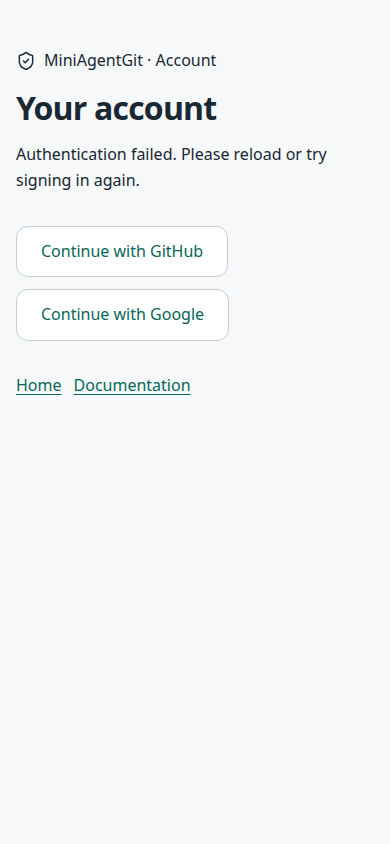 MiniAgentGit · Account
Your account
Authentication failed. Please reload or try
signing in again.
Continue with GitHub
Continue with Google
Home Documentation